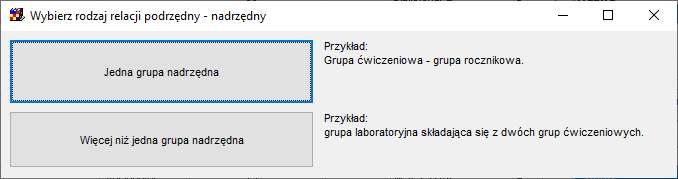 Wybierz rodzaj relacji podrzędny - nadrzędny
Jedna grupa nadrzędna
Przykład:
Grupa ćwiczeniowa - grupa rocznikowa.
Więcej niż jedna grupa nadrzędna
Przykład:
grupa laboratoryjna składająca się z dwóch grup ćwiczeniowych.